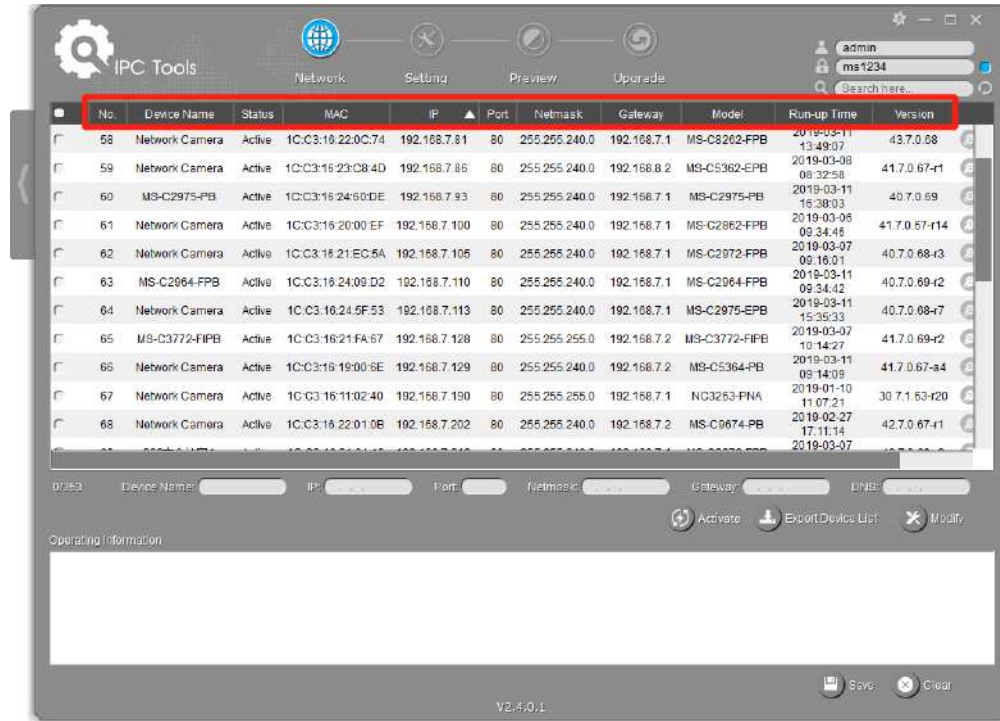 admin
IPC Tools
ms1234
Network Setting Preview Upgrade
Search here...
No. Device Name Status MAC IP Port Netmask Gateway Model Run-up Time Version
58 Network Camera Active 1C:C3:16:22:0C:74 192.168.7.81 80 255.255.240.0 192.168.7.1 MS-C8262-FPB 2019-03-11 13:49:07 43.7.0.68
59 Network Camera Active 1C:C3:16:23:C8:4D 192.168.7.86 80 255.255.240.0 192.168.8.2 MS-C5362-EPB 2019-03-08 08:32:58 41.7.0.67-r1
60 MS-C2975-PB Active 1C:C3:16:24:60:DE 192.168.7.93 80 255.255.240.0 192.168.7.1 MS-C2975-PB 2019-03-11 16:38:03 40.7.0.69
61 Network Camera Active 1C:C3:16:20:00:EF 192.168.7.100 80 255.255.240.0 192.168.7.1 MS-C2862-FPB 2019-03-06 09:34:46 41.7.0.67-r14
62 Network Camera Active 1C:C3:16:21:EC:5A 192.168.7.105 80 255.255.240.0 192.168.7.1 MS-C2972-FPB 2019-03-07 09:16:01 40.7.0.68-r3
63 MS-C2964-FPB Active 1C:C3:16:24:09:D2 192.168.7.110 80 255.255.240.0 192.168.7.1 MS-C2964-FPB 2019-03-11 09:34:42 40.7.0.69-r2
64 Network Camera Active 1C:C3:16:24:5F:53 192.168.7.113 80 255.255.240.0 192.168.7.1 MS-C2975-EPB 2019-03-11 15:35:33 40.7.0.68-r7
65 MS-C3772-FIPB Active 1C:C3:16:21:FA:67 192.168.7.128 80 255.255.255.0 192.168.7.2 MS-C3772-FIPB 2019-03-07 10:14:27 41.7.0.69-r2
66 Network Camera Active 1C:C3:16:19:00:6E 192.168.7.129 80 255.255.240.0 192.168.7.2 MS-C5364-PB 2019-03-11 09:14:09 41.7.0.67-a4
67 Network Camera Active 1C:C3:16:11:02:40 192.168.7.190 80 255.255.255.0 192.168.7.1 NC3263-PNA 2019-01-10 11:07:21 30.7.1.63-r20
68 Network Camera Active 1C:C3:16:22:01:0B 192.168.7.202 80 255.255.240.0 192.168.7.2 MS-C9674-PB 2019-02-27 17:11:14 42.7.0.67-r1
2019-03-07
Device Name: IP: Port: Netmask: Gateway: DNS:
Activate Export Device List Modify
Operating Information
Save Clear
V2.4.0.1